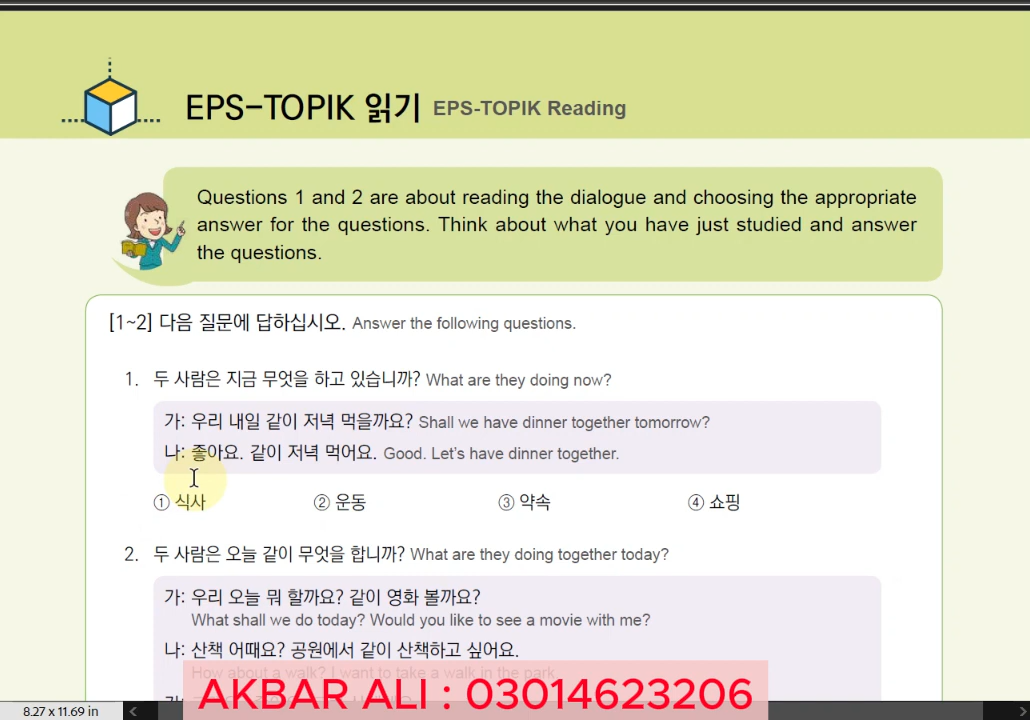 EPS-TOPIK 읽기 EPS-TOPIK Reading
Questions 1 and 2 are about reading the dialogue and choosing the appropriate
answer for the questions. Think about what you have just studied and answer
the questions.
[1~2] 다음 질문에 답하십시오. Answer the following questions.
1. 두 사람은 지금 무엇을 하고 있습니까? What are they doing now?
가: 우리 내일 같이 저녁 먹을까요? Shall we have dinner together tomorrow?
나: 좋아요. 같이 저녁 먹어요. Good. Let's have dinner together.
① 식사 ② 운동 ③ 약속 ④ 쇼핑
2. 두 사람은 오늘 같이 무엇을 합니까? What are they doing together today?
가: 우리 오늘 뭐 할까요? 같이 영화 볼까요?
What shall we do today? Would you like to see a movie with me?
나: 산책 어때요? 공원에서 같이 산책하고 싶어요.
How about a walk? I want to take a walk in the park.
AKBAR ALI : 03014623206
8.27 x 11.69 in